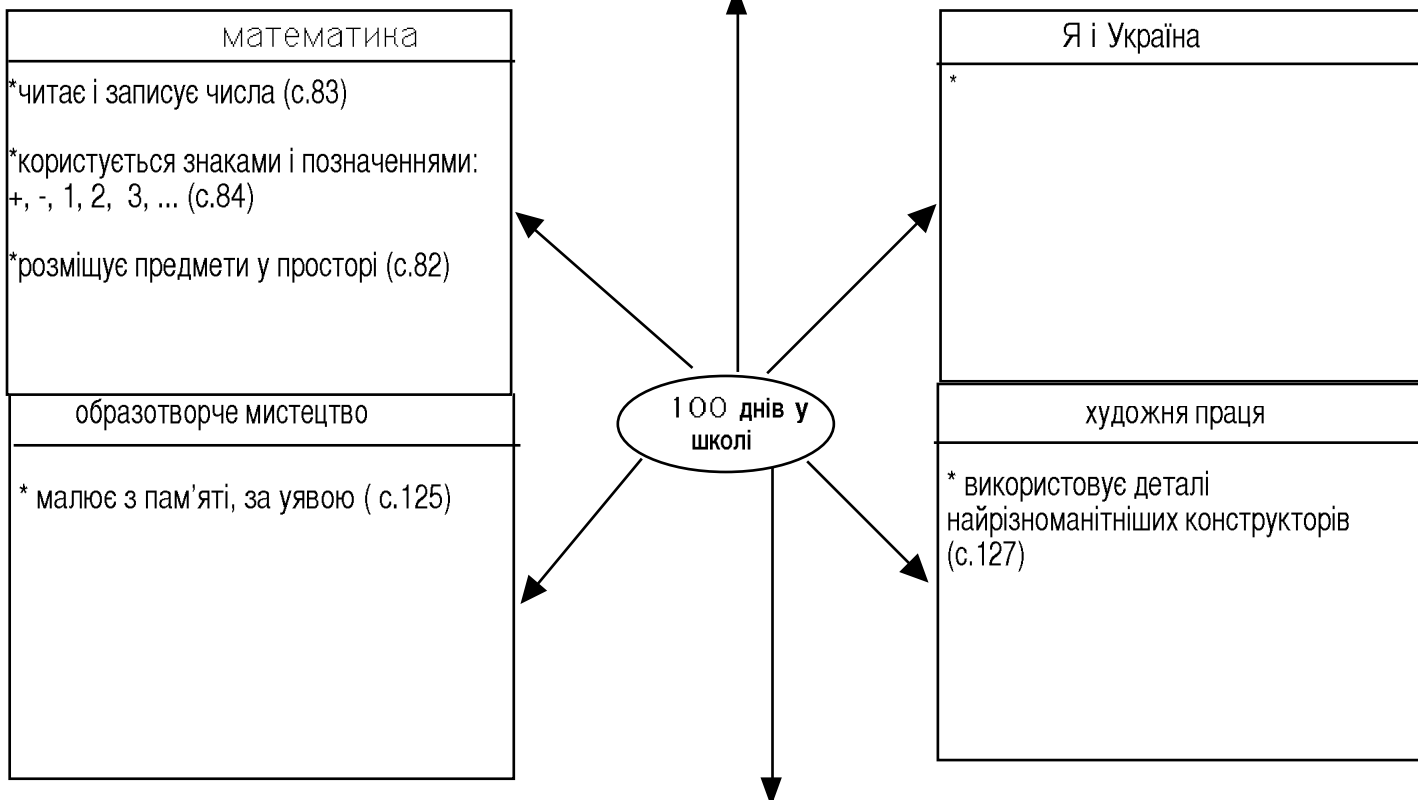 математика
*читає і записує числа (с.83)
*користується знаками і позначеннями:
+, -, 1, 2, 3, ... (с.84)
*розміщує предмети у просторі (с.82)
Я і Україна
*
100 днів у
школі
образотворче мистецтво
* малює з пам’яті, за уявою ( с.125)
художня праця
* використовує деталі
найрізноманітніших конструкторів
(с.127)